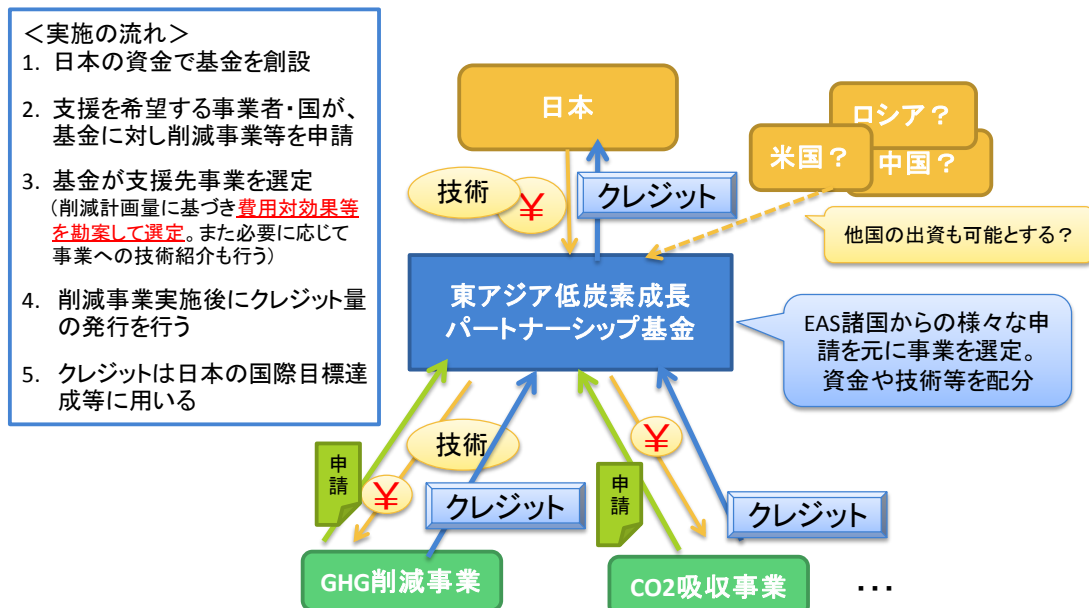 ＜実施の流れ＞
1. 日本の資金で基金を創設
2. 支援を希望する事業者・国が、
基金に対し削減事業等を申請
3. 基金が支援先事業を選定
(削減計画量に基づき費用対効果等
を勘案して選定。また必要に応じて
事業への技術紹介も行う)
4. 削減事業実施後にクレジット量
の発行を行う
5. クレジットは日本の国際目標達
成等に用いる
日本
ロシア？
米国？
中国？
技術
¥
クレジット
他国の出資も可能とする？
東アジア低炭素成長
パートナーシップ基金
EAS諸国からの様々な申
請を元に事業を選定。
資金や技術等を配分
申
請
¥
技術
クレジット
¥
申
請
クレジット
GHG削減事業
CO2吸収事業
...